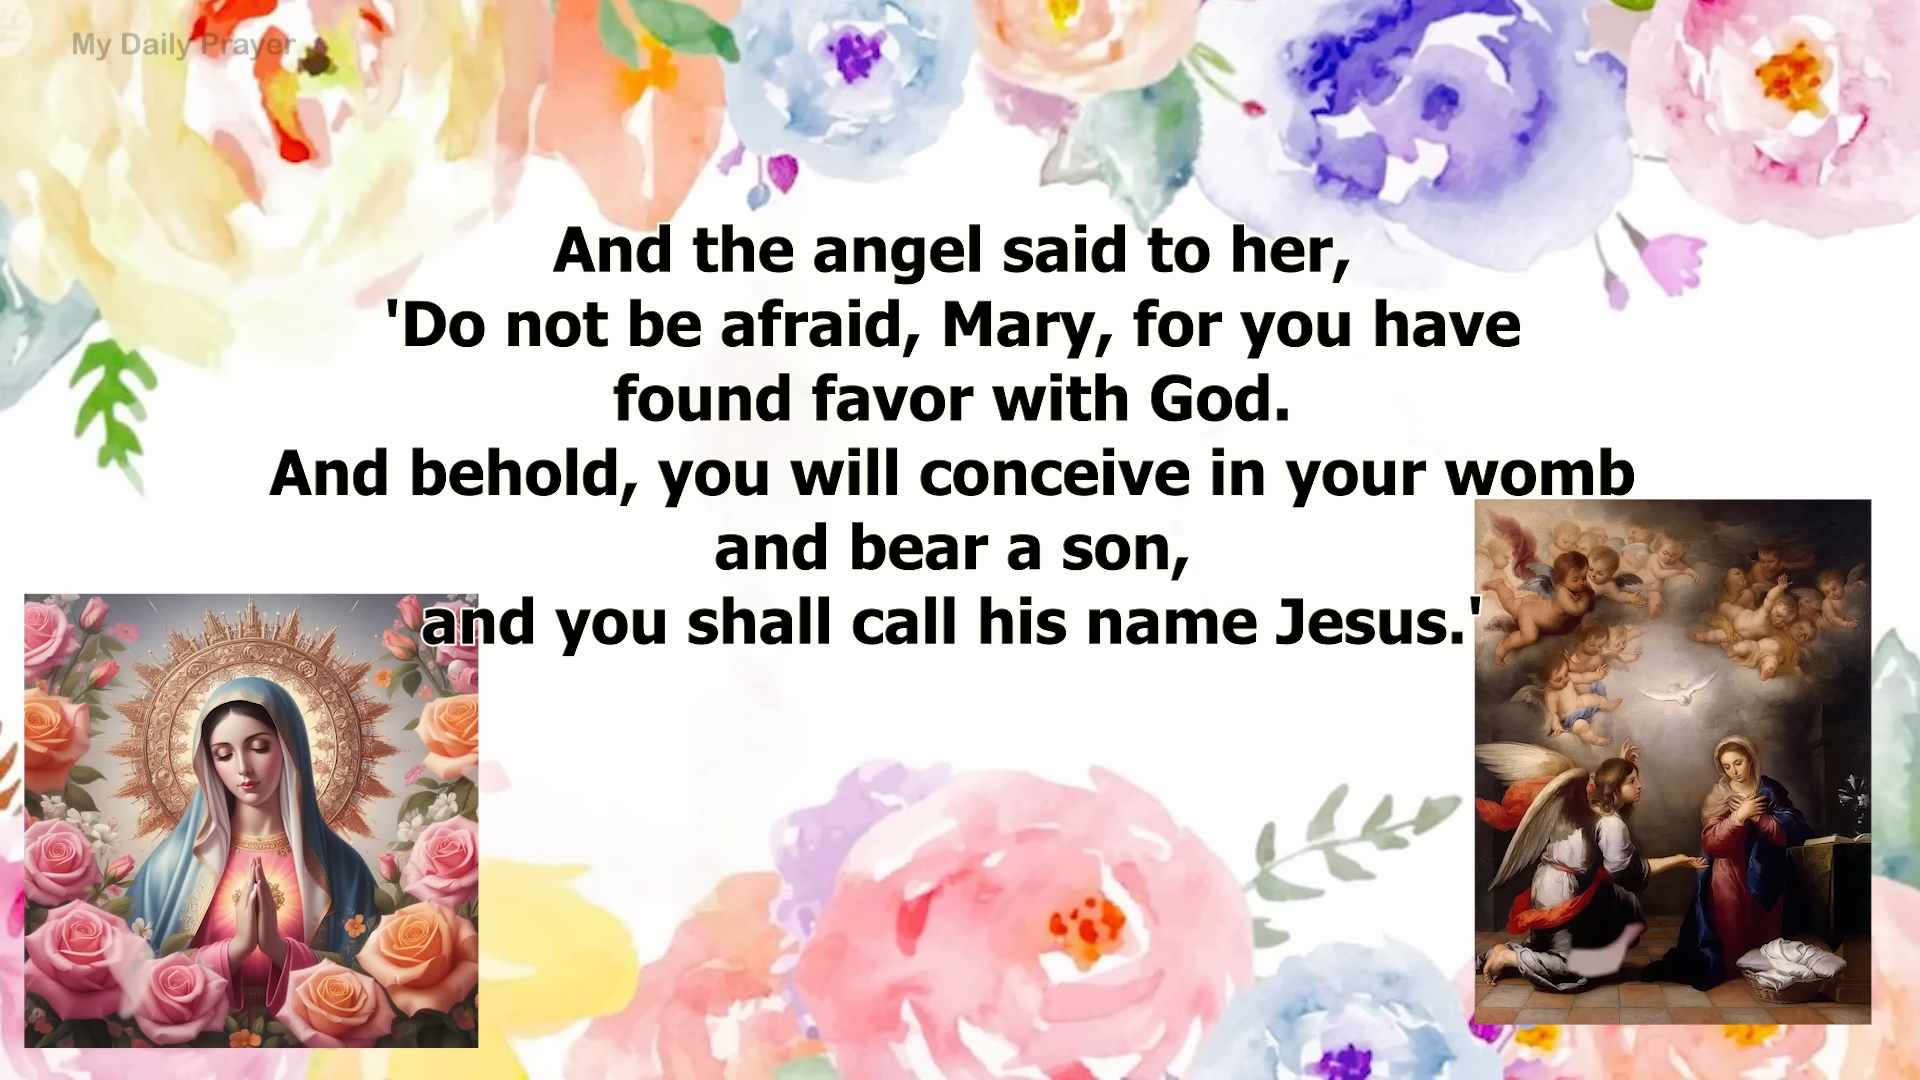 My Daily Prayer
And the angel said to her,
'Do not be afraid, Mary, for you have
found favor with God.
And behold, you will conceive in your womb
and bear a son,
and you shall call his name Jesus.'